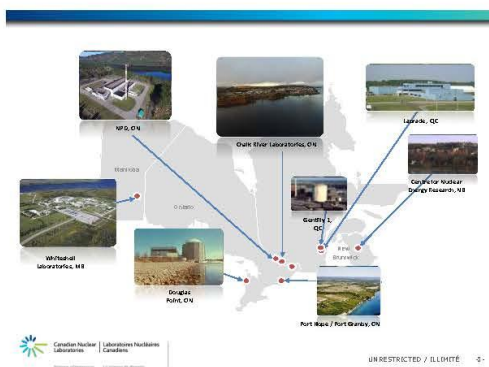 NPD, ON
Chalk River Laboratories, ON
Laprade, QC
Centre for Nuclear
Energy Research, NB
Manitoba
Ontario
Gentilly 1,
QC
New
Brunswick
Whiteshell
Laboratories, MB
Douglas
Point, ON
Port Hope / Port Granby, ON
Canadian Nuclear
Laboratories
Laboratoires Nucléaires
Canadiens
UNRESTRICTED / ILLIMITÉ